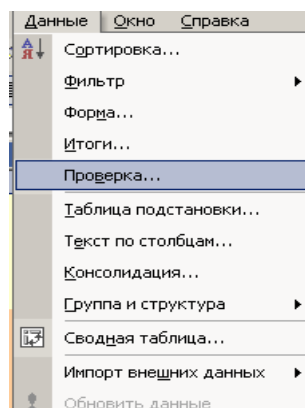 Данные Окно Справка
Сортировка...
Фильтр
Форма...
Итоги...
Проверка...
Таблица подстановки...
Текст по столбцам...
Консолидация...
Группа и структура
Сводная таблица...
Импорт внешних данных
Обновить данные